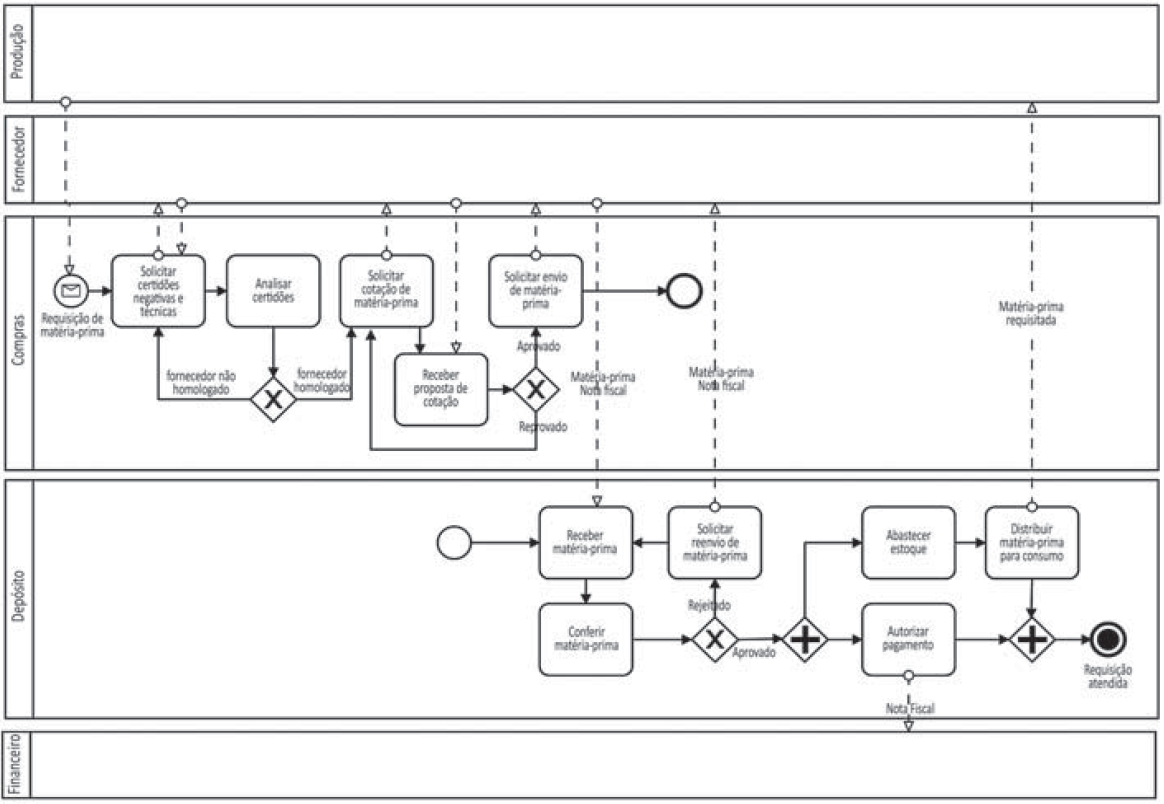 Produção
Fornecedor
Compras
Requisição de
matéria-prima
Solicitar
certidões
negativas e
técnicas
Analisar
certidões
fornecedor não
homologado
fornecedor
homologado
Solicitar
cotação de
matéria-prima
Receber
proposta de
cotação
Solicitar envio
de matéria-
prima
Aprovado
Reprovado
Matéria-prima
Nota fiscal
Matéria-prima
Nota fiscal
Matéria-prima
requisitada
Depósito
Receber
matéria-prima
Solicitar
reenvio de
matéria-prima
Abastecer
estoque
Distribuir
matéria-prima
para consumo
Conferir
matéria-prima
Rejeitado
Aprovado
Autorizar
pagamento
Requisição
atendida
Nota Fiscal
Financeiro